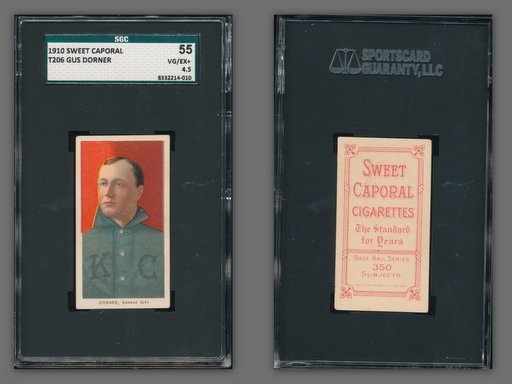 SGC
1910 SWEET CAPORAL
T206 GUS DORNER
55
VG/EX+
4.5
8332214-010
K C
DORNER, KANSAS CITY
SPORTSCARD
GUARANTY, LLC
SWEET
CAPORAL
CIGARETTES
The Standard
for Years
BASE BALL SERIES
350
SUBJECTS